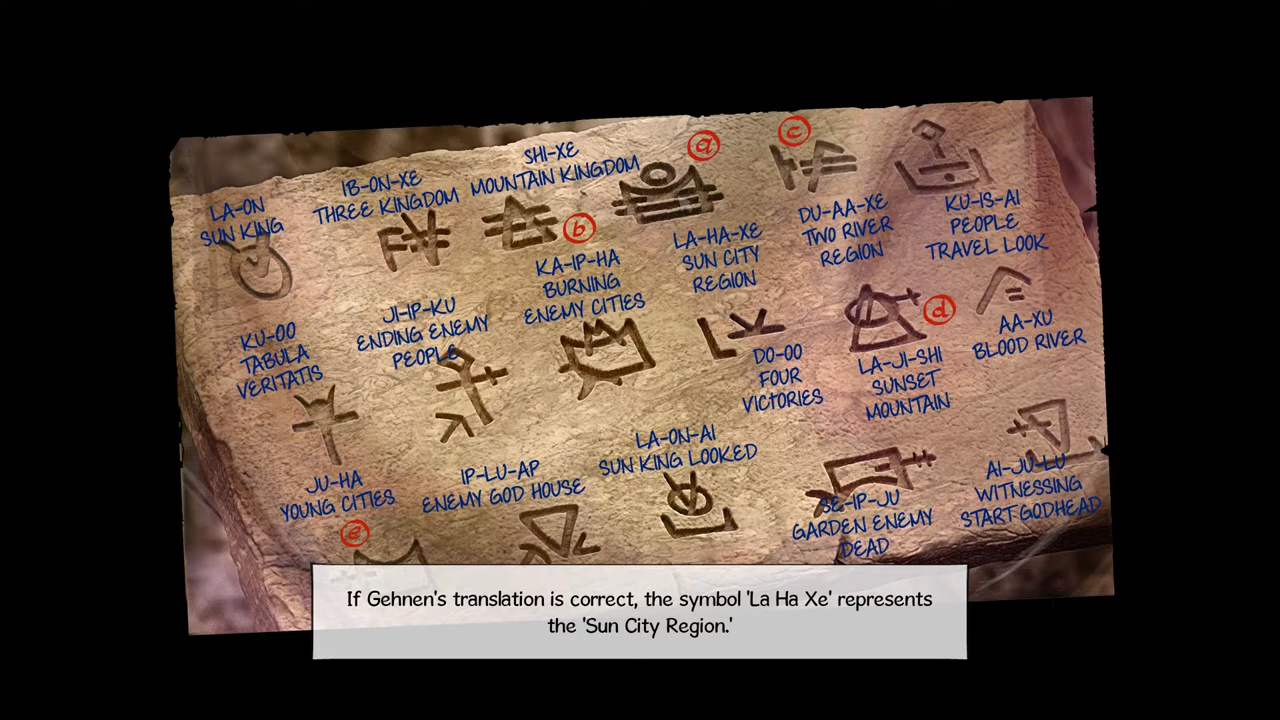 LA-ON
SUN KING
IB-ON-XE
THREE KINGDOM
SHI-XE
MOUNTAIN KINGDOM
a
LA-HA-XE
SUN CITY
REGION
c
DU-AA-XE
TWO RIVER
REGION
KU-IS-AI
PEOPLE
TRAVEL LOOK
KU-OO
TABULA
VERITATIS
JI-IP-KU
ENDING ENEMY
PEOPLE
b
KA-IP-HA
BURNING
ENEMY CITIES
DO-OO
FOUR
VICTORIES
d
LA-JI-SHI
SUNSET
MOUNTAIN
AA-XU
BLOOD RIVER
JU-HA
YOUNG CITIES
e
IP-LU-AP
ENEMY GOD HOUSE
LA-ON-AI
SUN KING LOOKED
SE-IP-JU
GARDEN ENEMY
DEAD
AI-JU-LU
WITNESSING
START GODHEAD
If Gehnen's translation is correct, the symbol 'La Ha Xe' represents
the 'Sun City Region.'